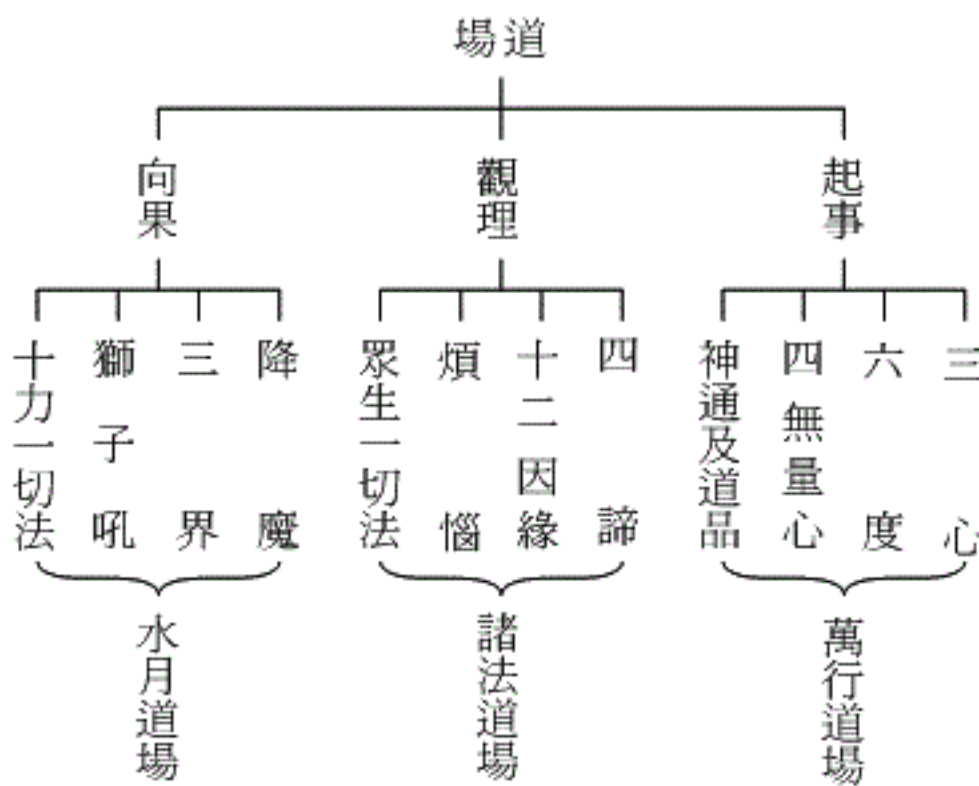 道場
起事
觀理
向果
三心
六度
四無量心
神通及道品
四諦
十二因緣
煩惱
眾生一切法
降魔
三界
獅子吼
十力一切法
萬行道場
諸法道場
水月道場